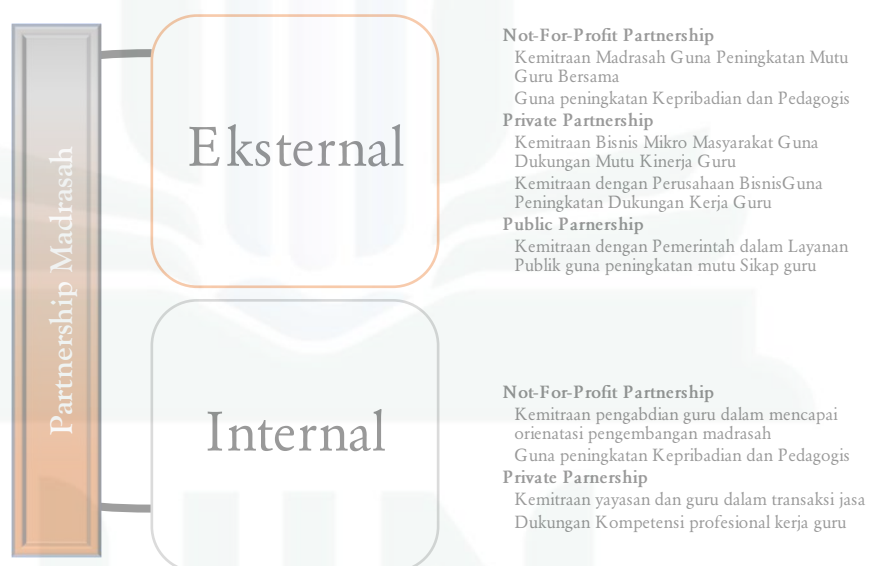 Partnership Madrasah
Eksternal
Not-For-Profit Partnership
Kemitraan Madrasah Guna Peningkatan Mutu
Guru Bersama
Guna peningkatan Kepribadian dan Pedagogis
Private Partnership
Kemitraan Bisnis Mikro Masyarakat Guna
Dukungan Mutu Kinerja Guru
Kemitraan dengan Perusahaan BisnisGuna
Peningkatan Dukungan Kerja Guru
Public Parnership
Kemitraan dengan Pemerintah dalam Layanan
Publik guna peningkatan mutu Sikap guru
Internal
Not-For-Profit Partnership
Kemitraan pengabdian guru dalam mencapai
orienatasi pengembangan madrasah
Guna peningkatan Kepribadian dan Pedagogis
Private Parnership
Kemitraan yayasan dan guru dalam transaksi jasa
Dukungan Kompetensi profesional kerja guru